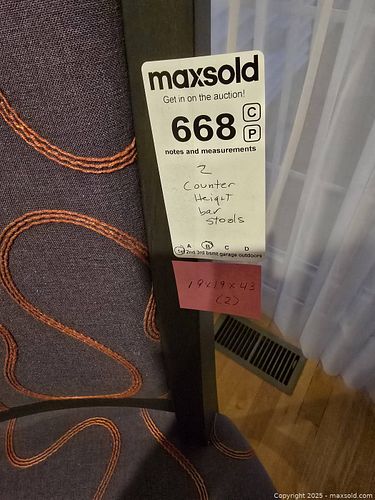 maxsold
Get in on the auction!
668 C
P
notes and measurements
2
Counter
Height
bar
stools
A B C D
1st 2nd 3rd bsmt garage outdoors
19x19x43
(2)
Copyright 2025 - maxsold.com